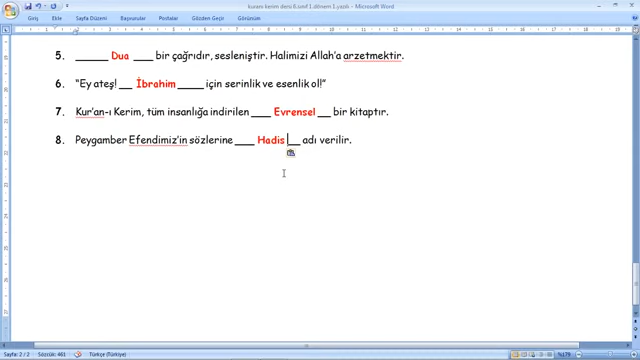 kuranı kerim dersi 6.sınıf 1.dönem 1.yazılı - Microsoft Word
Giriş Ekle Sayfa Düzeni Başvurular Postalar Gözden Geçir Görünüm
5. _____ Dua ___ bir çağrıdır, sesleniştir. Halimizi Allah'a arzetmektir.
6. "Ey ateş! __ İbrahim ____ için serinlik ve esenlik ol!"
7. Kur'an-ı Kerim, tüm insanlığa indirilen ___ Evrensel __ bir kitaptır.
8. Peygamber Efendimiz'in sözlerine ___ Hadis __ adı verilir.
Sayfa: 2 / 2 Sözcük: 461 Türkçe (Türkiye) %179